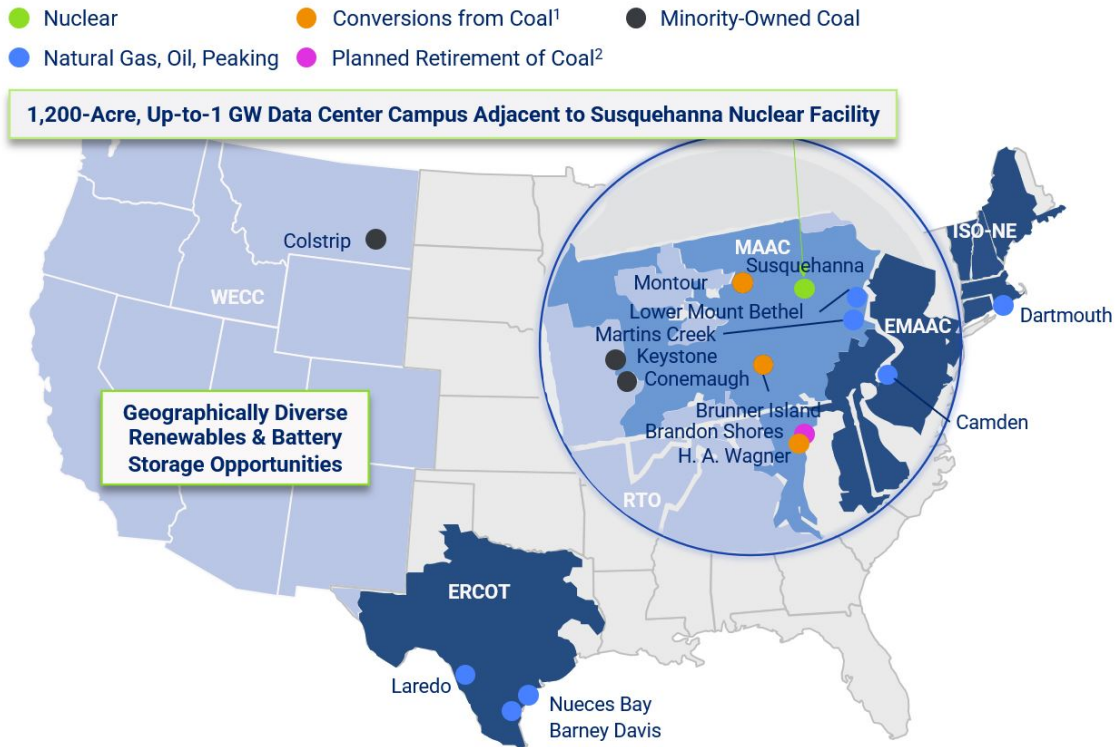 Nuclear
Conversions from Coal¹
Minority-Owned Coal
Natural Gas, Oil, Peaking
Planned Retirement of Coal²
1,200-Acre, Up-to-1 GW Data Center Campus Adjacent to Susquehanna Nuclear Facility
Colstrip
WECC
MAAC
ISO-NE
Susquehanna
Montour
Lower Mount Bethel
Dartmouth
Martins Creek
EMAAC
Keystone
Conemaugh
Geographically Diverse
Renewables & Battery
Storage Opportunities
Brunner Island
Camden
Brandon Shores
H. A. Wagner
RTO
ERCOT
Laredo
Nueces Bay
Barney Davis